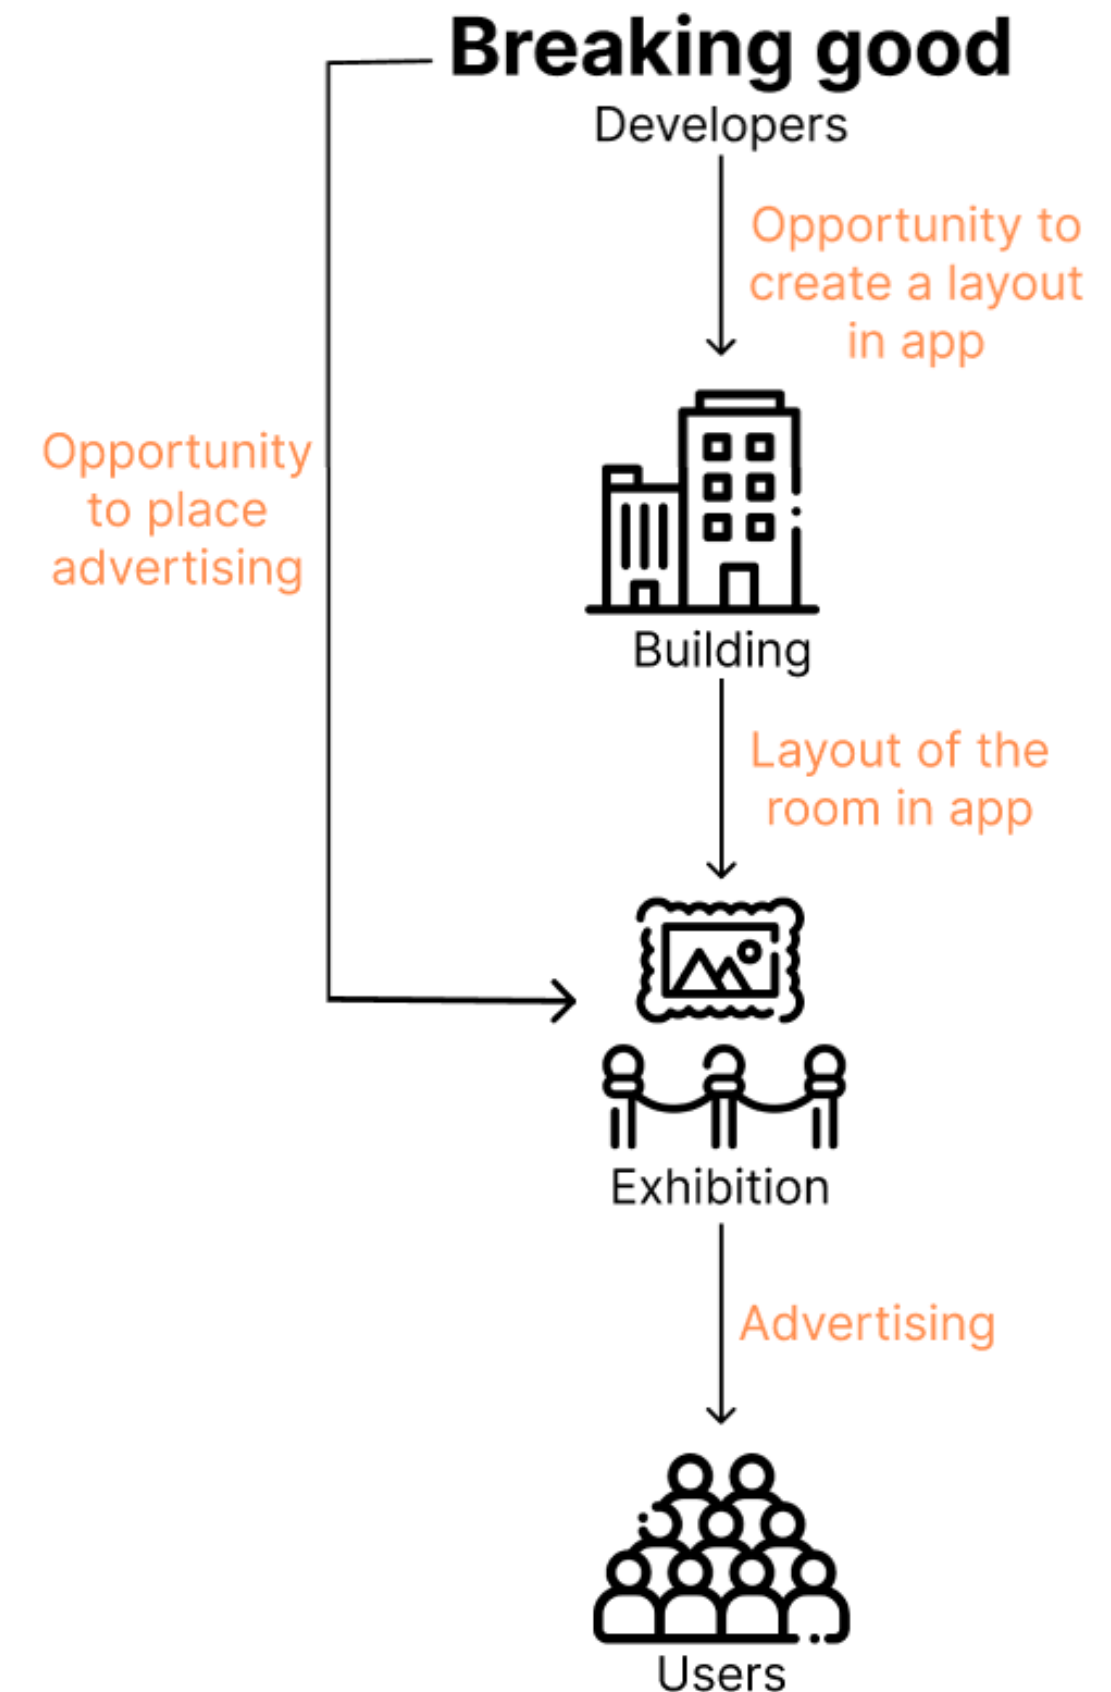 Breaking good
Developers
Opportunity to
create a layout
in app
Opportunity
to place
advertising
Building
Layout of the
room in app
Exhibition
Advertising
Users